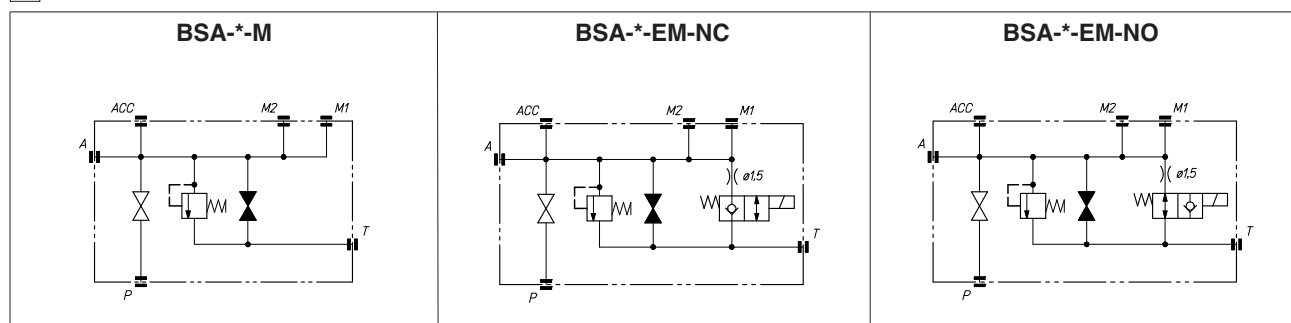 BSA-*-M
ACC
M2
M1
A
T
P
BSA-*-EM-NC
ACC
M2
M1
A
ø1,5
T
P
BSA-*-EM-NO
ACC
M2
M1
A
ø1,5
T
P